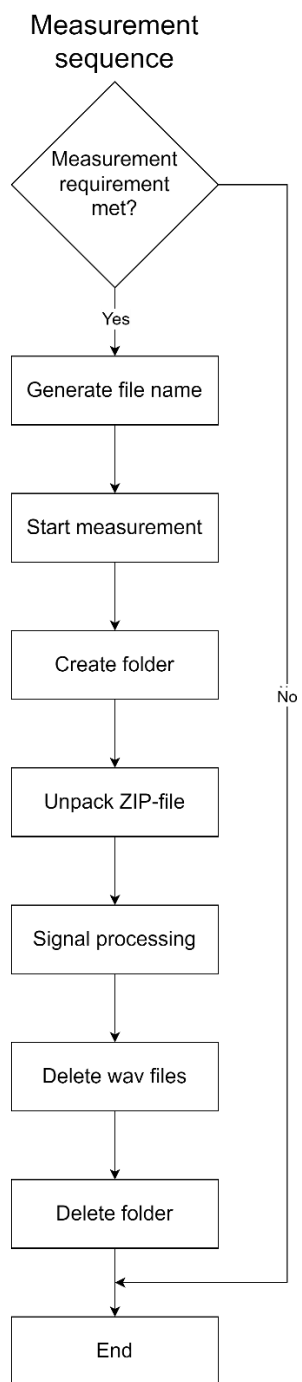 Measurement
sequence
Measurement
requirement
met?
Yes
Generate file name
Start measurement
Create folder
No
Unpack ZIP-file
Signal processing
Delete wav files
Delete folder
End